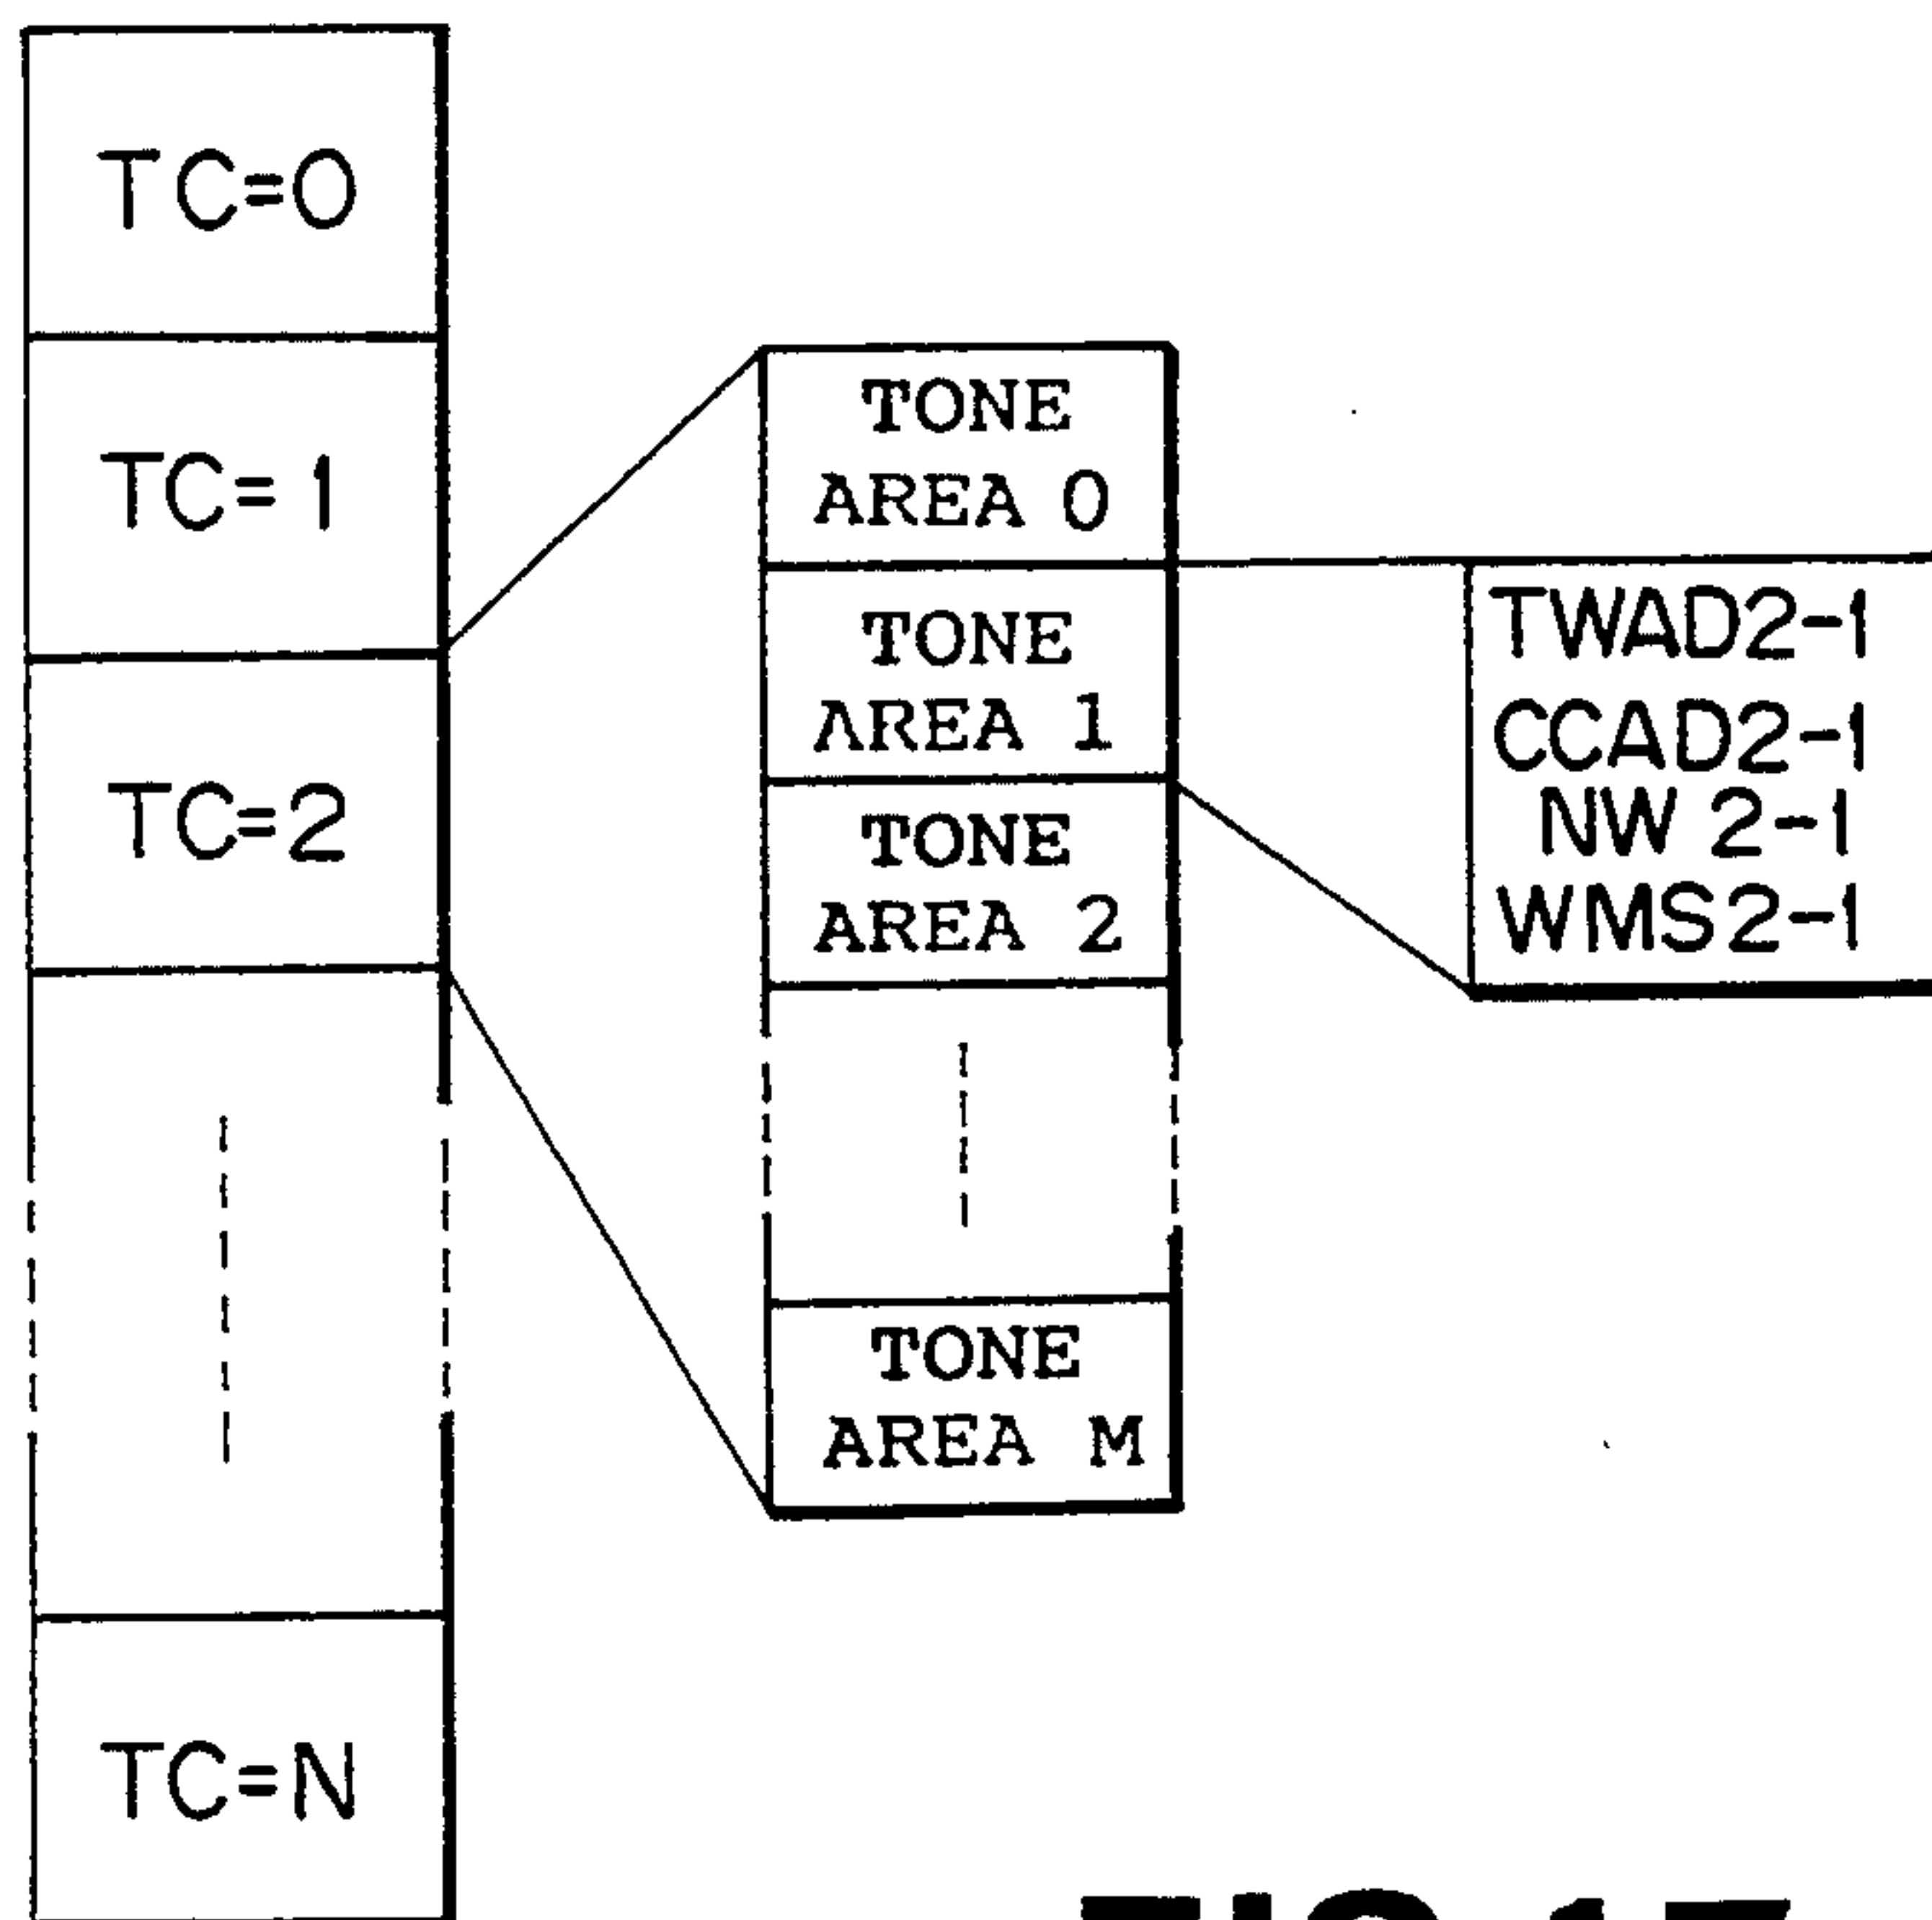 TC=0
TC=1
TC=2
TC=N
TONE
AREA 0
TONE
AREA 1
TONE
AREA 2
TONE
AREA M
TWAD2-1
CCAD2-1
NW 2-1
WMS2-1